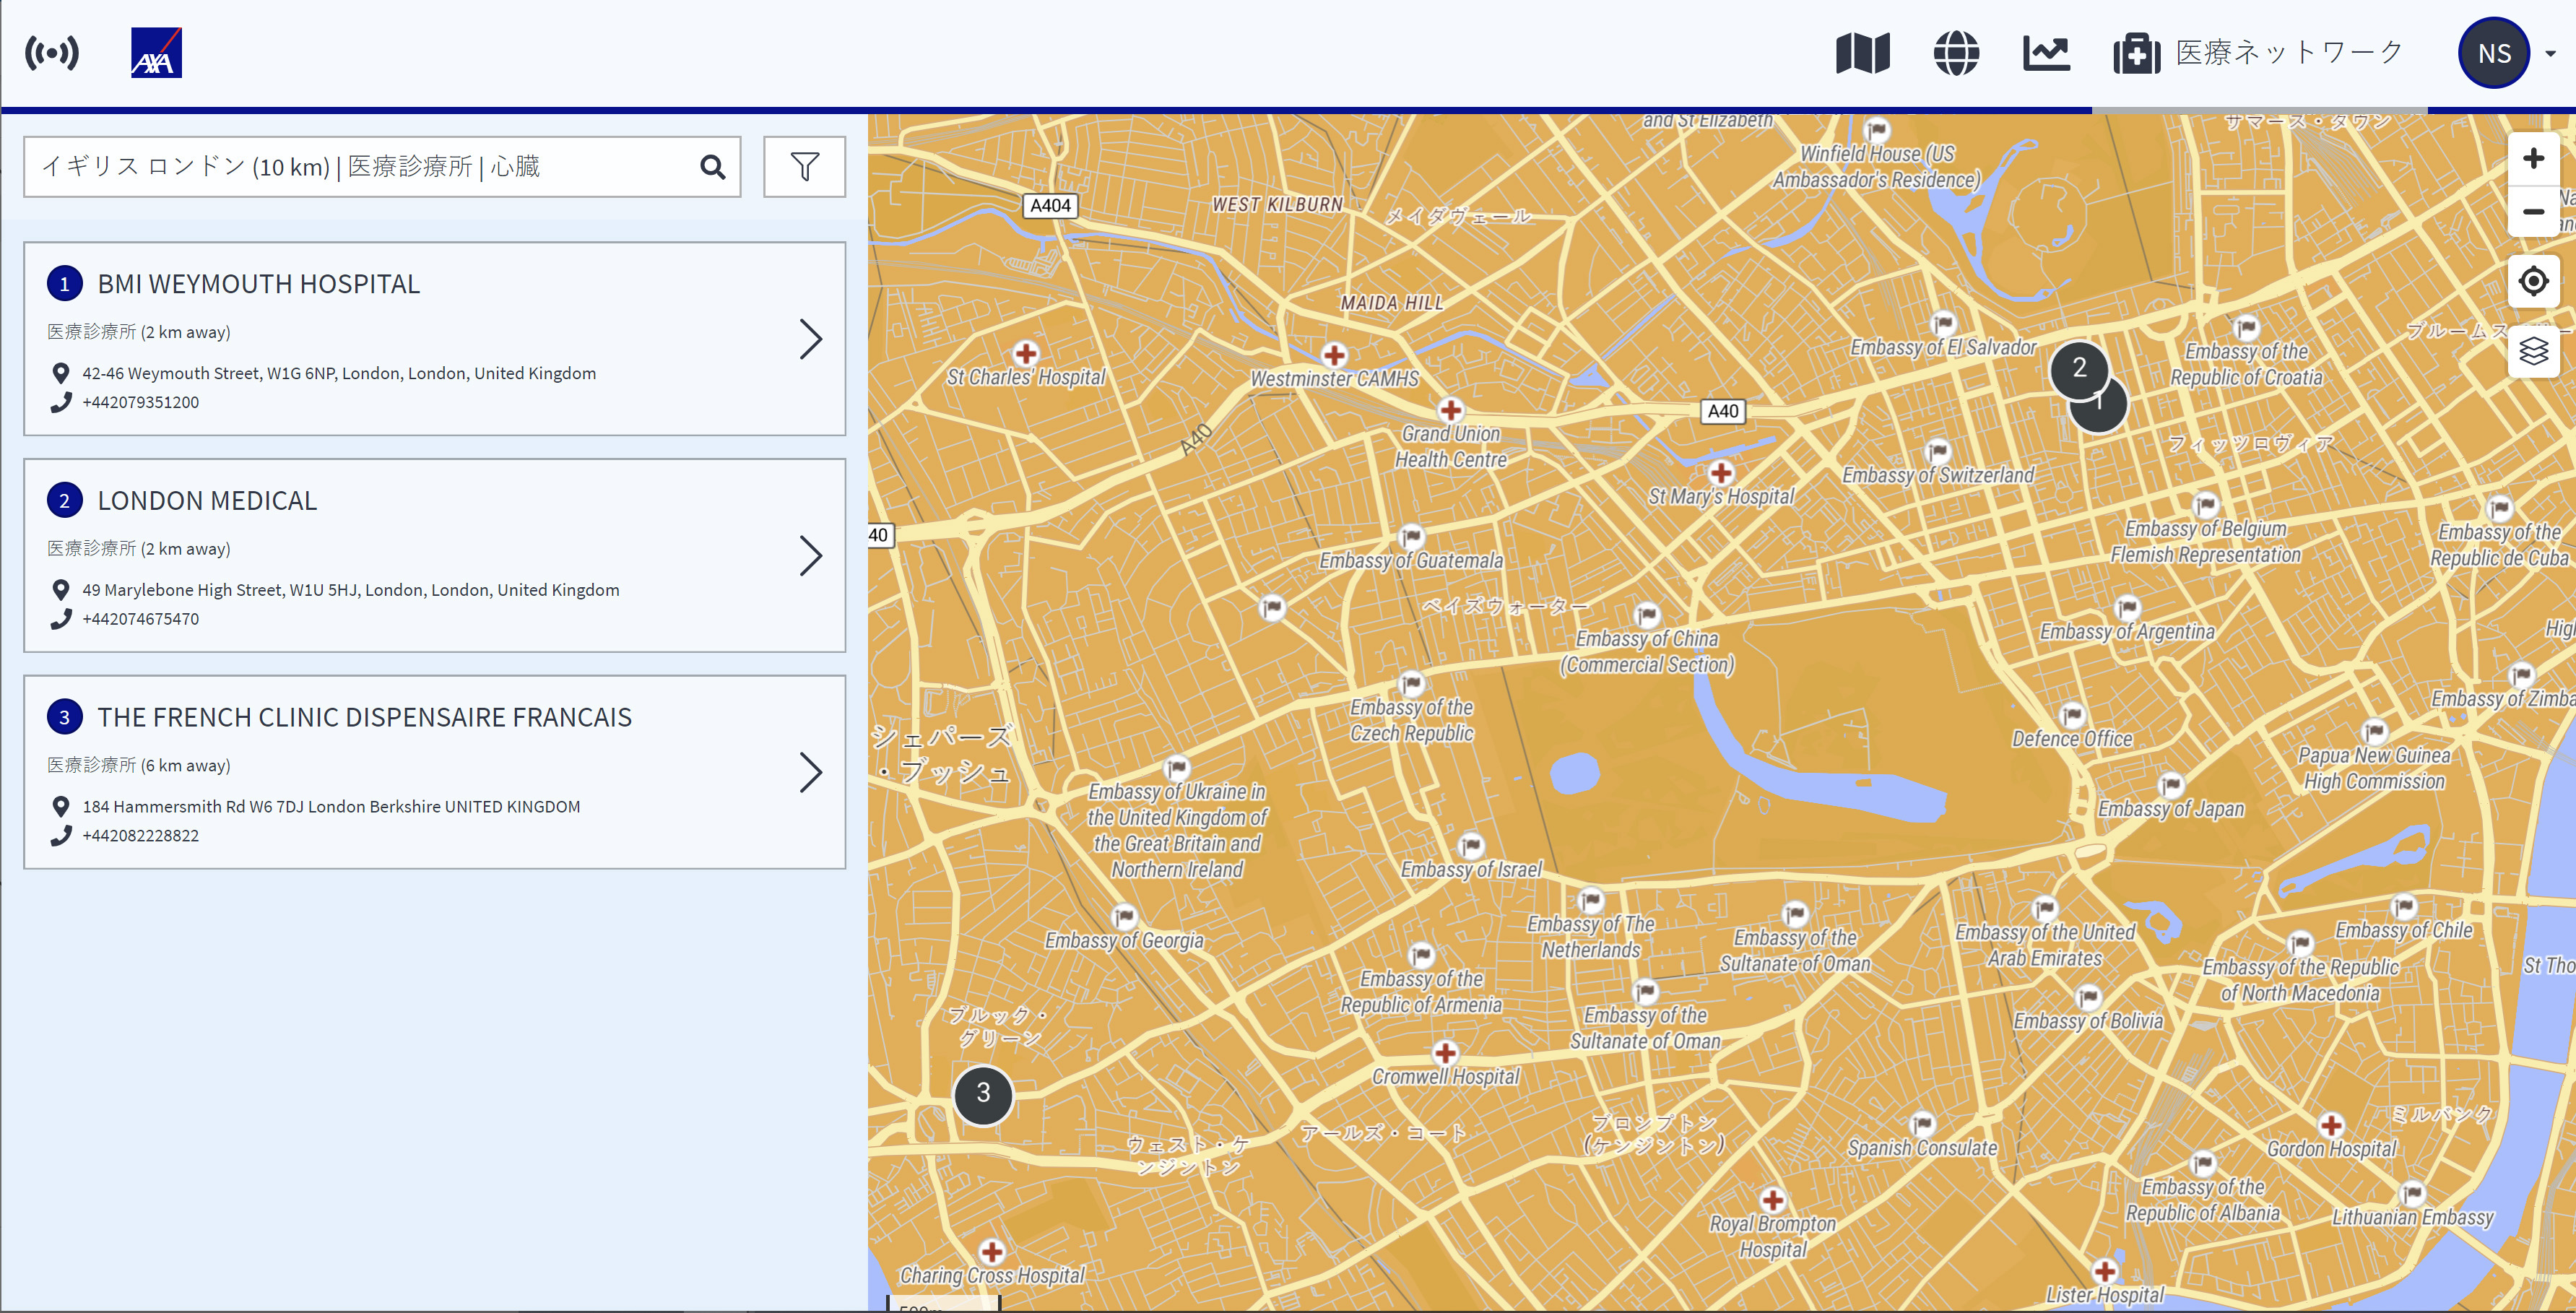 AXA
医療ネットワーク
NS
イギリス ロンドン (10 km) | 医療診療所 | 心臓
1 BMI WEYMOUTH HOSPITAL
医療診療所 (2 km away)
42-46 Weymouth Street, W1G 6NP, London, London, United Kingdom
+442079351200
2 LONDON MEDICAL
医療診療所 (2 km away)
49 Marylebone High Street, W1U 5HJ, London, London, United Kingdom
+442074675470
3 THE FRENCH CLINIC DISPENSAIRE FRANCAIS
医療診療所 (6 km away)
184 Hammersmith Rd W6 7DJ London Berkshire UNITED KINGDOM
+442082228822
and St Elizabeth
Winfield House (US
Ambassador's Residence)
サマース・タウン
A404
WEST KILBURN
メイダヴェール
MAIDA HILL
St Charles' Hospital
Westminster CAMHS
Embassy of El Salvador
Embassy of the
Republic of Croatia
2
1
A40
A40
Grand Union
Health Centre
フィッツロヴィア
St Mary's Hospital
Embassy of Switzerland
40
Embassy of Guatemala
Embassy of Belgium
Flemish Representation
Embassy of the
Republic de Cuba
ベイズウォーター
Embassy of China
(Commercial Section)
Embassy of Argentina
Embassy of the
Czech Republic
シェパーズ
・ブッシュ
Defence Office
Papua New Guinea
High Commission
Embassy of Ukraine in
the United Kingdom of
the Great Britain and
Northern Ireland
Embassy of Japan
Embassy of Israel
Embassy of Georgia
Embassy of The
Netherlands
Embassy of the
Sultanate of Oman
Embassy of the United
Arab Emirates
Embassy of Chile
Embassy of the Republic
of North Macedonia
Embassy of the
Republic of Armenia
Embassy of the
Sultanate of Oman
Embassy of Bolivia
ブルック・
グリーン
Cromwell Hospital
3
ウェスト・ケ
ンジントン
アールズ・コート
ブロンプトン
(ケンジントン)
Spanish Consulate
ミルバンク
Gordon Hospital
Embassy of the
Republic of Albania
Lithuanian Embassy
Royal Brompton
Hospital
Charing Cross Hospital
Lister Hospital